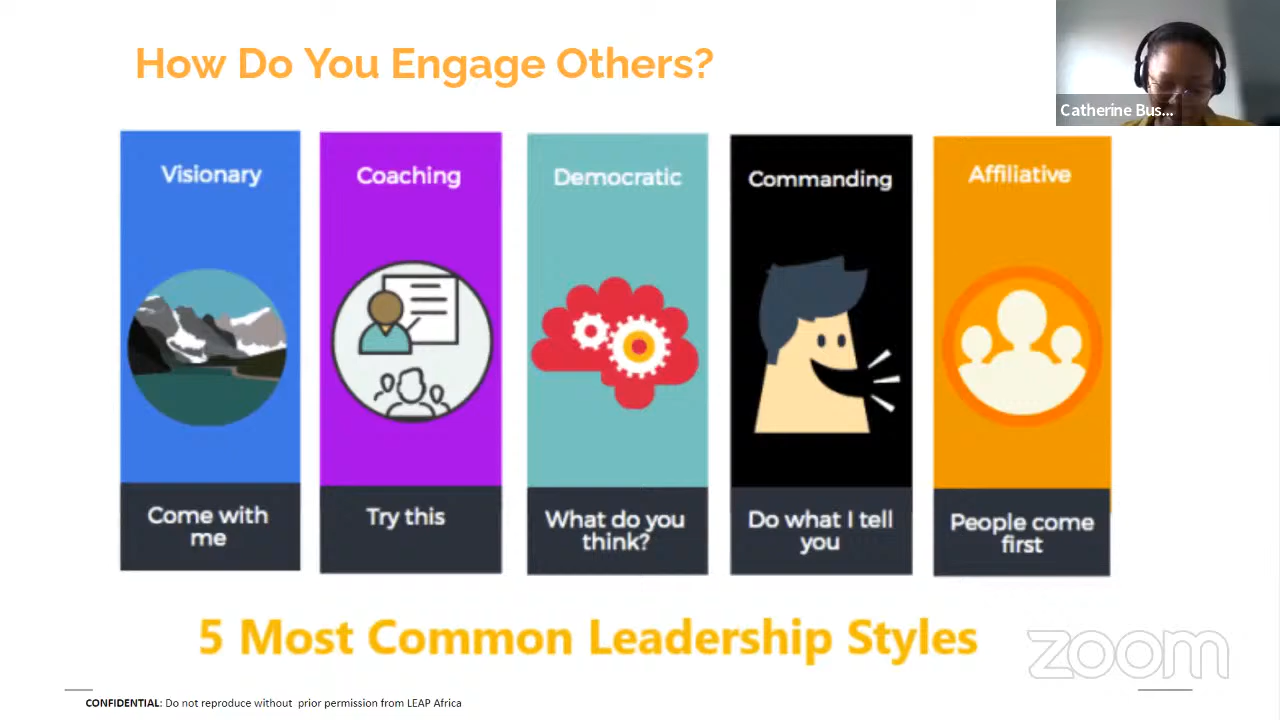 How Do You Engage Others?
Catherine Bus...
Visionary
Coaching
Democratic
Commanding
Affiliative
Come with
me
Try this
What do you
think?
Do what I tell
you
People come
first
5 Most Common Leadership Styles
zoom
CONFIDENTIAL: Do not reproduce without prior permission from LEAP Africa